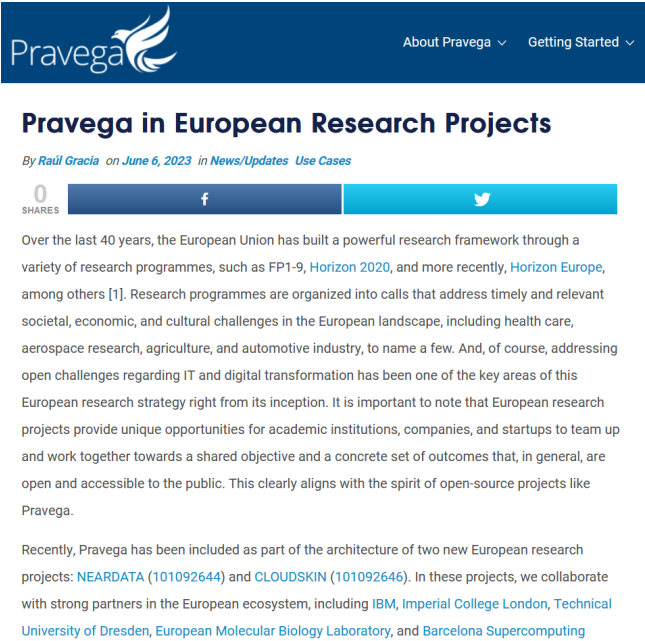 Pravega
About Pravega
Getting Started
Pravega in European Research Projects
By Raúl Gracia on June 6, 2023 in News/Updates Use Cases
0
SHARES
Over the last 40 years, the European Union has built a powerful research framework through a
variety of research programmes, such as FP1-9, Horizon 2020, and more recently, Horizon Europe,
among others [1]. Research programmes are organized into calls that address timely and relevant
societal, economic, and cultural challenges in the European landscape, including health care,
aerospace research, agriculture, and automotive industry, to name a few. And, of course, addressing
open challenges regarding IT and digital transformation has been one of the key areas of this
European research strategy right from its inception. It is important to note that European research
projects provide unique opportunities for academic institutions, companies, and startups to team up
and work together towards a shared objective and a concrete set of outcomes that, in general, are
open and accessible to the public. This clearly aligns with the spirit of open-source projects like
Pravega.
Recently, Pravega has been included as part of the architecture of two new European research
projects: NEARDATA (101092644) and CLOUDSKIN (101092646). In these projects, we collaborate
with strong partners in the European ecosystem, including IBM, Imperial College London, Technical
University of Dresden, European Molecular Biology Laboratory, and Barcelona Supercomputing